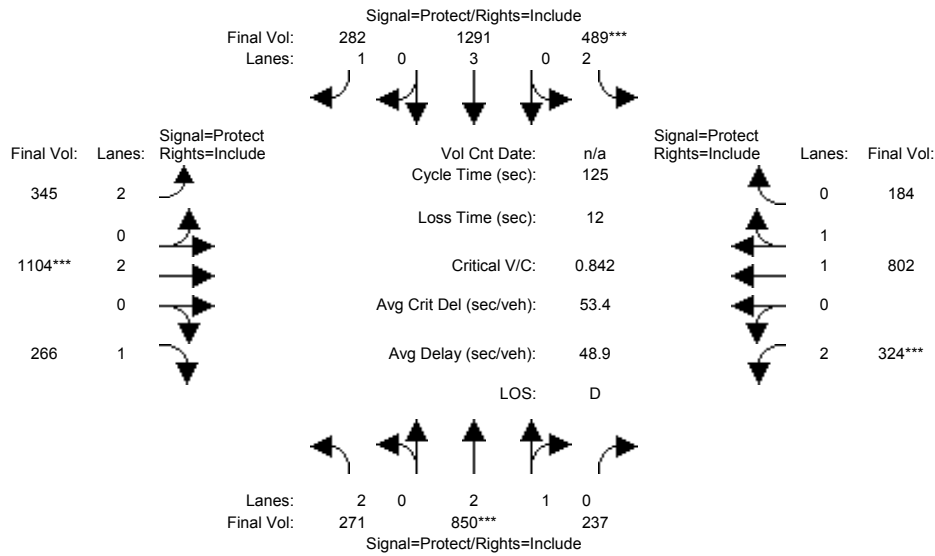 Signal=Protect/Rights=Include
Final Vol: 282 1291 489***
Lanes: 1 0 3 0 2
Signal=Protect
Final Vol: Lanes: Rights=Include
Vol Cnt Date: n/a
Signal=Protect
Rights=Include Lanes: Final Vol:
Cycle Time (sec): 125
345 2
0 184
Loss Time (sec): 12
0
1
1104*** 2
Critical V/C: 0.842
1 802
0
Avg Crit Del (sec/veh): 53.4
0
266 1
Avg Delay (sec/veh): 48.9
2 324***
LOS: D
Lanes: 2 0 2 1 0
Final Vol: 271 850*** 237
Signal=Protect/Rights=Include